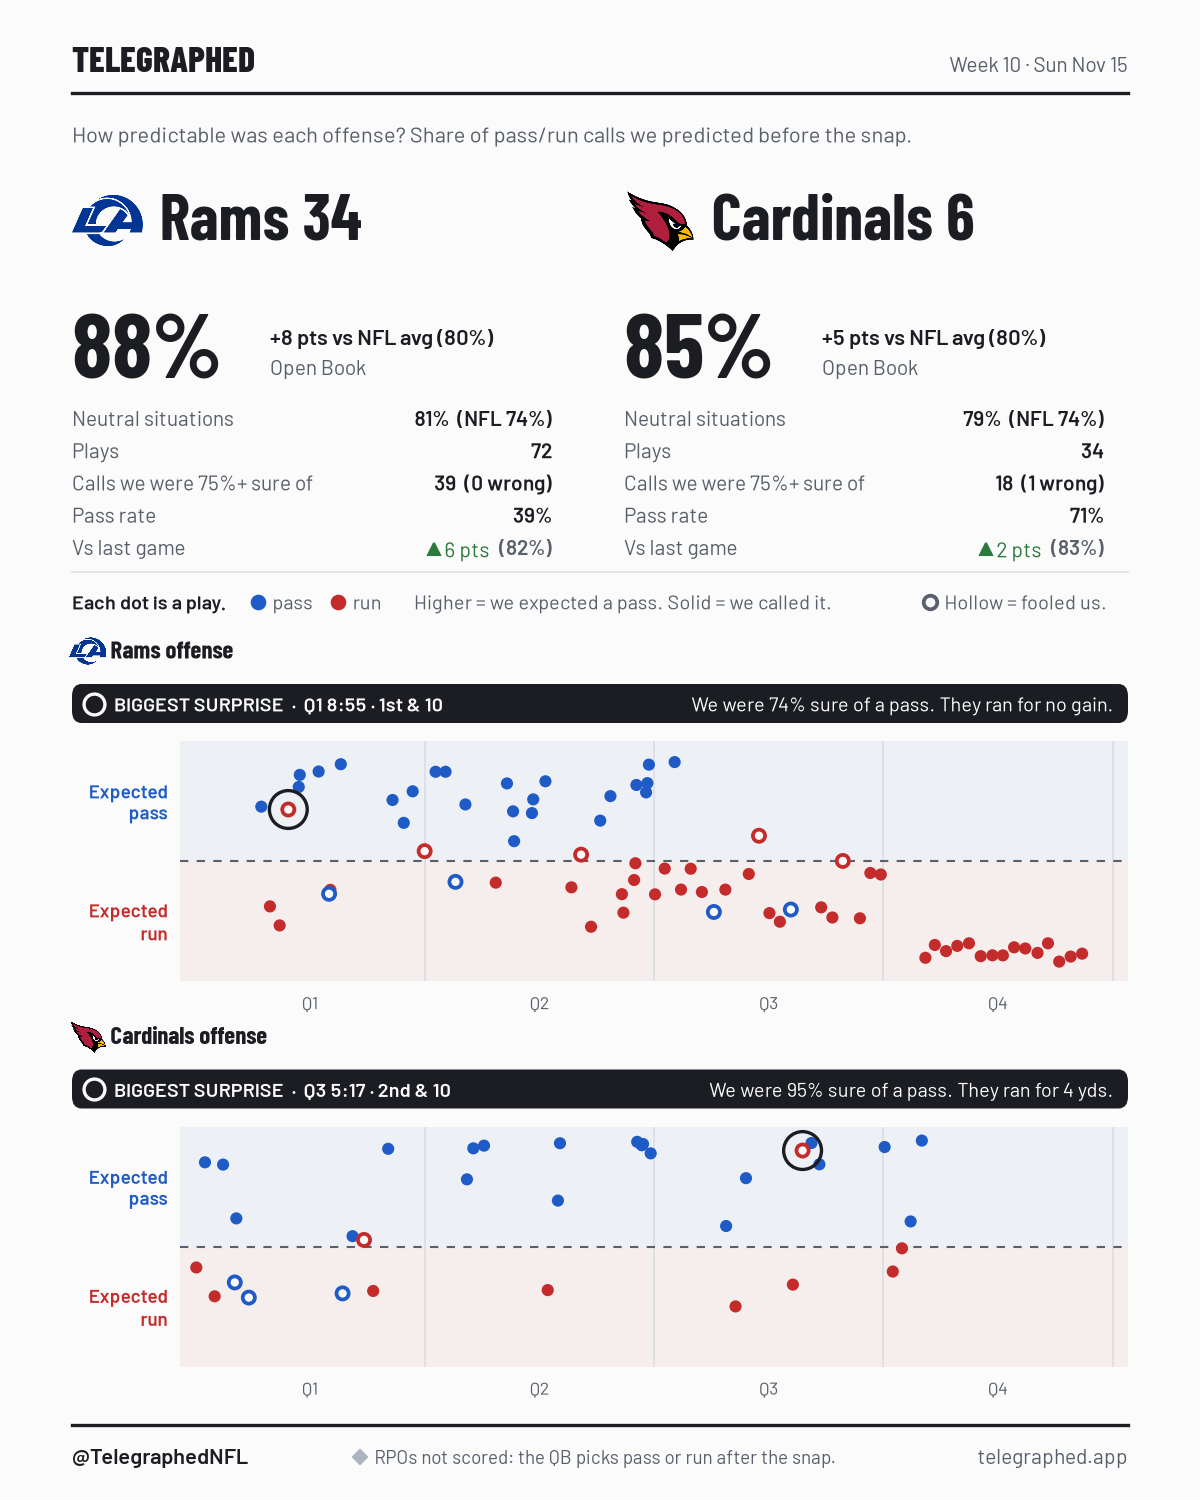 TELEGRAPHED
Week 10 · Sun Nov 15
How predictable was each offense? Share of pass/run calls we predicted before the snap.
LA Rams 34
Cardinals 6
88%
+8 pts vs NFL avg (80%)
Open Book
85%
+5 pts vs NFL avg (80%)
Open Book
Neutral situations 81% (NFL 74%)
Plays 72
Calls we were 75%+ sure of 39 (0 wrong)
Pass rate 39%
Vs last game ▲6 pts (82%)
Neutral situations 79% (NFL 74%)
Plays 34
Calls we were 75%+ sure of 18 (1 wrong)
Pass rate 71%
Vs last game ▲2 pts (83%)
Each dot is a play. pass run Higher = we expected a pass. Solid = we called it. Hollow = fooled us.
LA Rams offense
BIGGEST SURPRISE · Q1 8:55 · 1st & 10 We were 74% sure of a pass. They ran for no gain.
Expected
pass
Expected
run
Q1 Q2 Q3 Q4
Cardinals offense
BIGGEST SURPRISE · Q3 5:17 · 2nd & 10 We were 95% sure of a pass. They ran for 4 yds.
Expected
pass
Expected
run
Q1 Q2 Q3 Q4
@TelegraphedNFL RPOs not scored: the QB picks pass or run after the snap. telegraphed.app